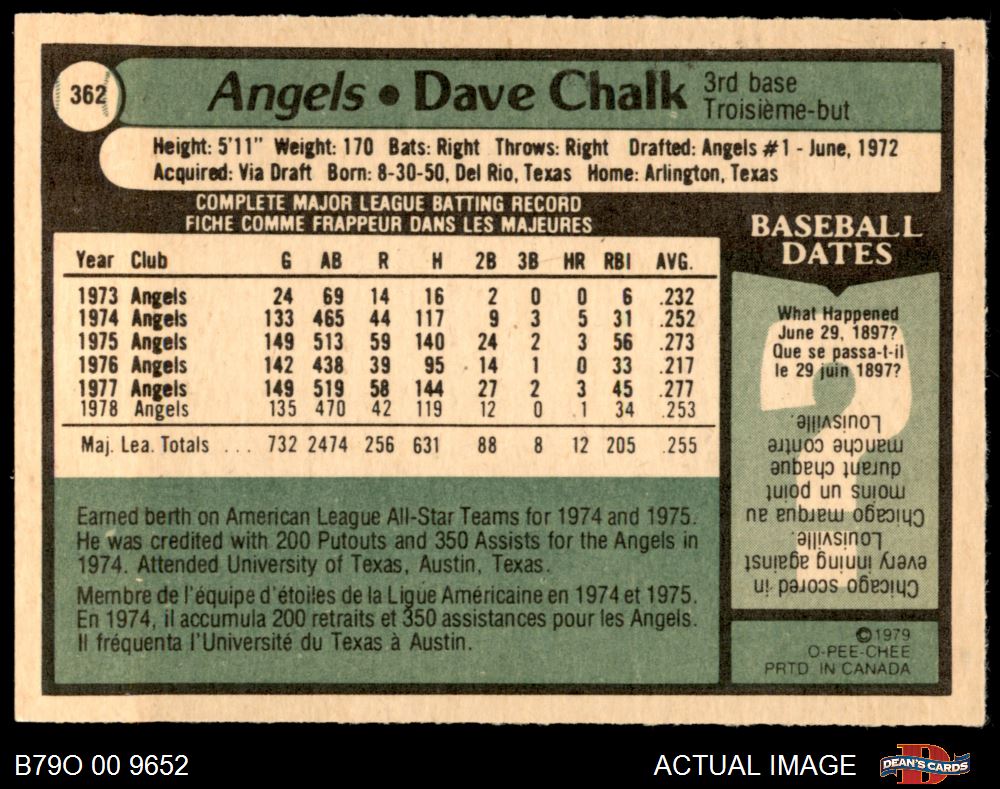 362
Angels • Dave Chalk
3rd base
Troisième-but
Height: 5'11" Weight: 170 Bats: Right Throws: Right Drafted: Angels #1 - June, 1972
Acquired: Via Draft Born: 8-30-50, Del Rio, Texas Home: Arlington, Texas
COMPLETE MAJOR LEAGUE BATTING RECORD
FICHE COMME FRAPPEUR DANS LES MAJEURES
Year Club G AB R H 2B 3B HR RBI AVG.
1973 Angels 24 69 14 16 2 0 0 6 .232
1974 Angels 133 465 44 117 9 3 5 31 .252
1975 Angels 149 513 59 140 24 2 3 56 .273
1976 Angels 142 438 39 95 14 1 0 33 .217
1977 Angels 149 519 58 144 27 2 3 45 .277
1978 Angels 135 470 42 119 12 0 .1 34 .253
Maj. Lea. Totals ... 732 2474 256 631 88 8 12 205 .255
Earned berth on American League All-Star Teams for 1974 and 1975.
He was credited with 200 Putouts and 350 Assists for the Angels in
1974. Attended University of Texas, Austin, Texas.
Membre de l'équipe d'étoiles de la Ligue Américaine en 1974 et 1975.
En 1974, il accumula 200 retraits et 350 assistances pour les Angels.
Il fréquenta l'Université du Texas à Austin.
BASEBALL
DATES
What Happened
June 29, 1897?
Que se passa-t-il
le 29 juin 1897?
Chicago scored in
every inning against
Louisville.
Chicago marqua au
moins un point
durant chaque
manche contre
Louisville.
©1979
O-PEE-CHEE
PRTD. IN CANADA
B79O 00 9652
ACTUAL IMAGE
D
DEAN'S CARDS